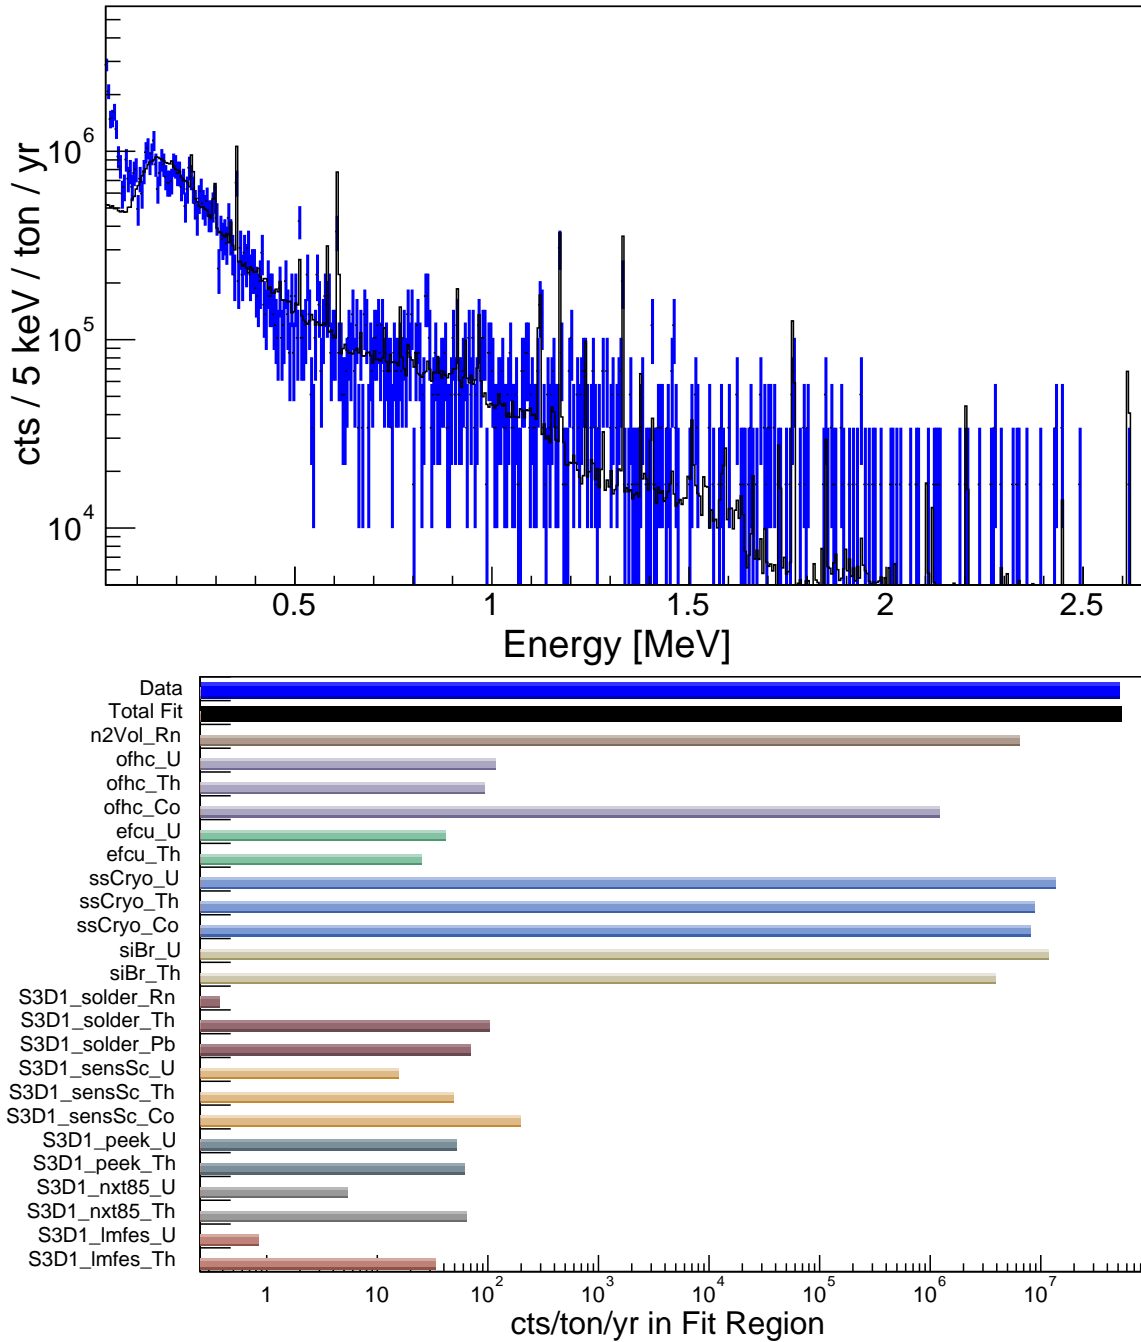 cts / 5 keV / ton / yr
10^6
10^5
10^4
0.5 1 1.5 2 2.5
Energy [MeV]
Data
Total Fit
n2Vol_Rn
ofhc_U
ofhc_Th
ofhc_Co
efcu_U
efcu_Th
ssCryo_U
ssCryo_Th
ssCryo_Co
siBr_U
siBr_Th
S3D1_solder_Rn
S3D1_solder_Th
S3D1_solder_Pb
S3D1_sensSc_U
S3D1_sensSc_Th
S3D1_sensSc_Co
S3D1_peek_U
S3D1_peek_Th
S3D1_nxt85_U
S3D1_nxt85_Th
S3D1_lmfes_U
S3D1_lmfes_Th
1 10 10^2 10^3 10^4 10^5 10^6 10^7
cts/ton/yr in Fit Region